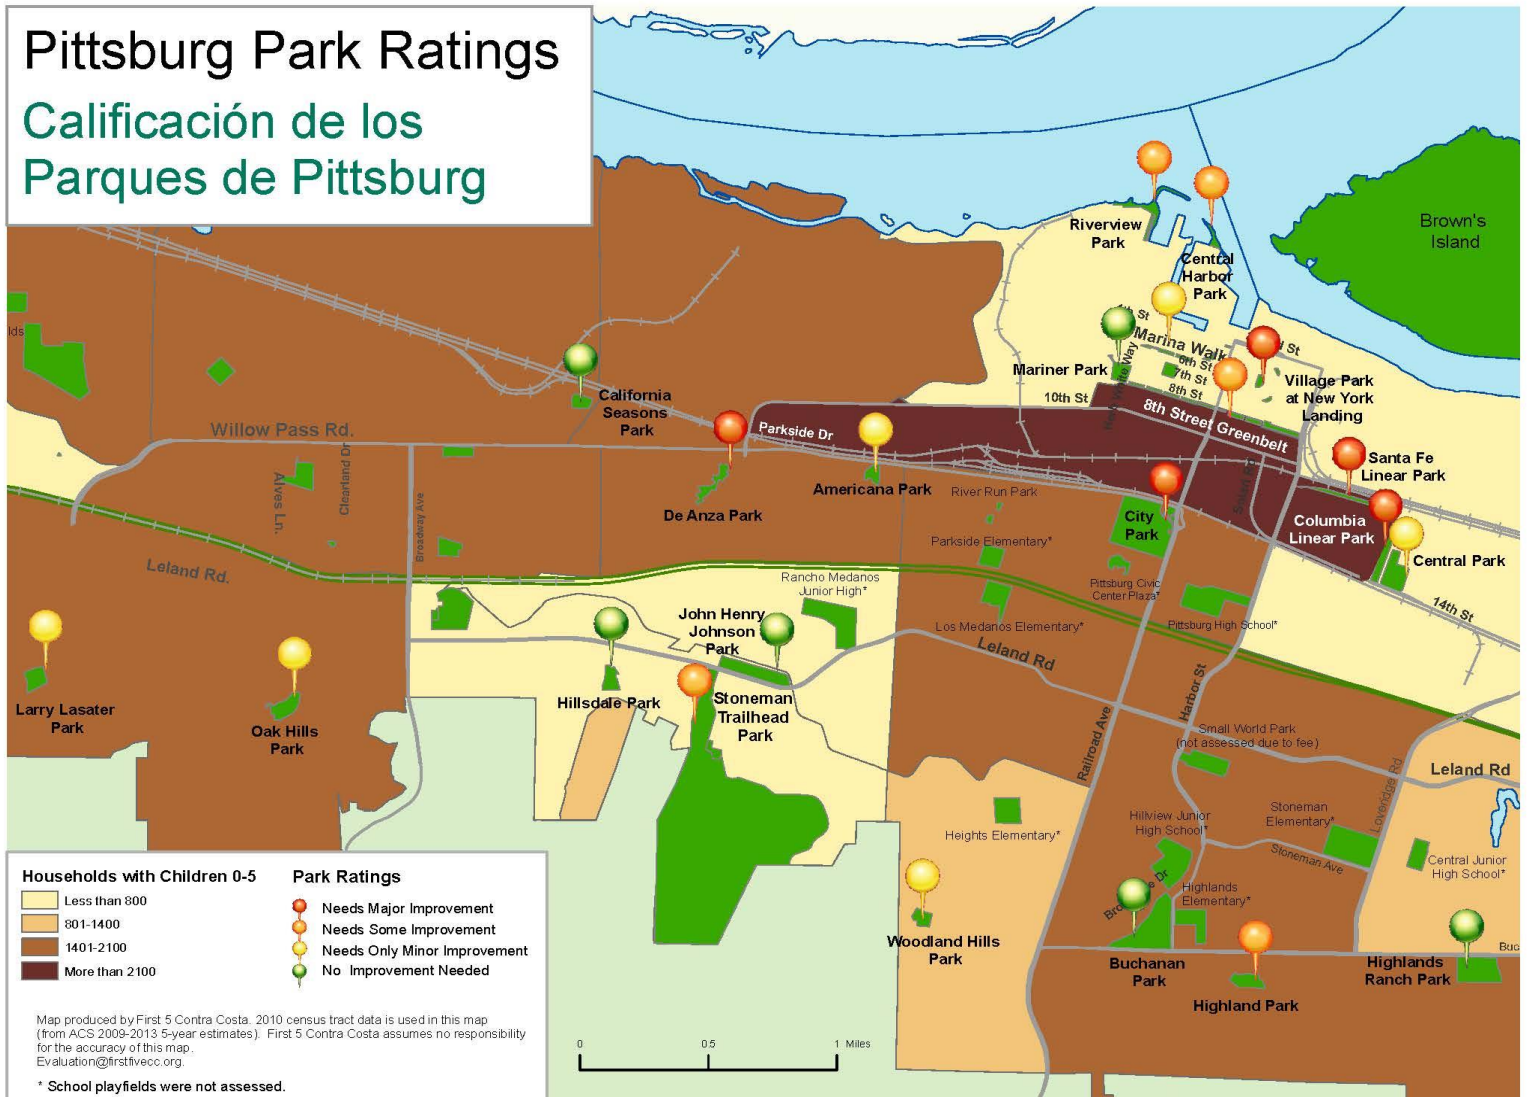 Pittsburg Park Ratings
Calificación de los
Parques de Pittsburg
Brown's
Island
Riverview
Park
Central
Harbor
Park
Marina Walk
6th St
7th St
8th St
Mariner Park
Village Park
at New York
Landing
10th St
8th Street Greenbelt
lds
California
Seasons
Park
Willow Pass Rd.
Parkside Dr
Santa Fe
Linear Park
Alves Ln.
Clearland Dr
Broadway Ave
De Anza Park
Americana Park
River Run Park
City
Park
Columbia
Linear Park
Central Park
Parkside Elementary*
Pittsburg Civic
Center Plaza*
Leland Rd.
Rancho Medanos
Junior High*
14th St
Los Medanos Elementary*
Pittsburg High School*
John Henry
Johnson
Park
Leland Rd
Larry Lasater
Park
Oak Hills
Park
Hillsdale Park
Stoneman
Trailhead
Park
Harbor St
Railroad Ave
Small World Park
(not assessed due to fee)
Leland Rd
Loveridge Rd
Heights Elementary*
Hillview Junior
High School*
Stoneman
Elementary*
Stoneman Ave
Central Junior
High School*
Highlands
Elementary*
Woodland Hills
Park
Buchanan
Park
Highland Park
Highlands
Ranch Park
Buc
Households with Children 0-5
Less than 800
801-1400
1401-2100
More than 2100
Park Ratings
Needs Major Improvement
Needs Some Improvement
Needs Only Minor Improvement
No Improvement Needed
Map produced by First 5 Contra Costa. 2010 census tract data is used in this map
(from ACS 2009-2013 5-year estimates). First 5 Contra Costa assumes no responsibility
for the accuracy of this map.
Evaluation@firstfivecc.org.
* School playfields were not assessed.
0 0.5 1 Miles